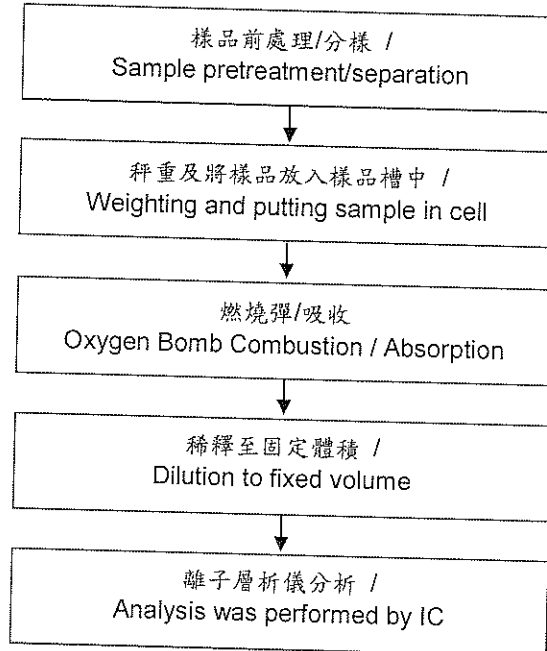 樣品前處理/分樣 /
Sample pretreatment/separation
秤重及將樣品放入樣品槽中 /
Weighting and putting sample in cell
燃燒彈/吸收
Oxygen Bomb Combustion / Absorption
稀釋至固定體積 /
Dilution to fixed volume
離子層析儀分析 /
Analysis was performed by IC